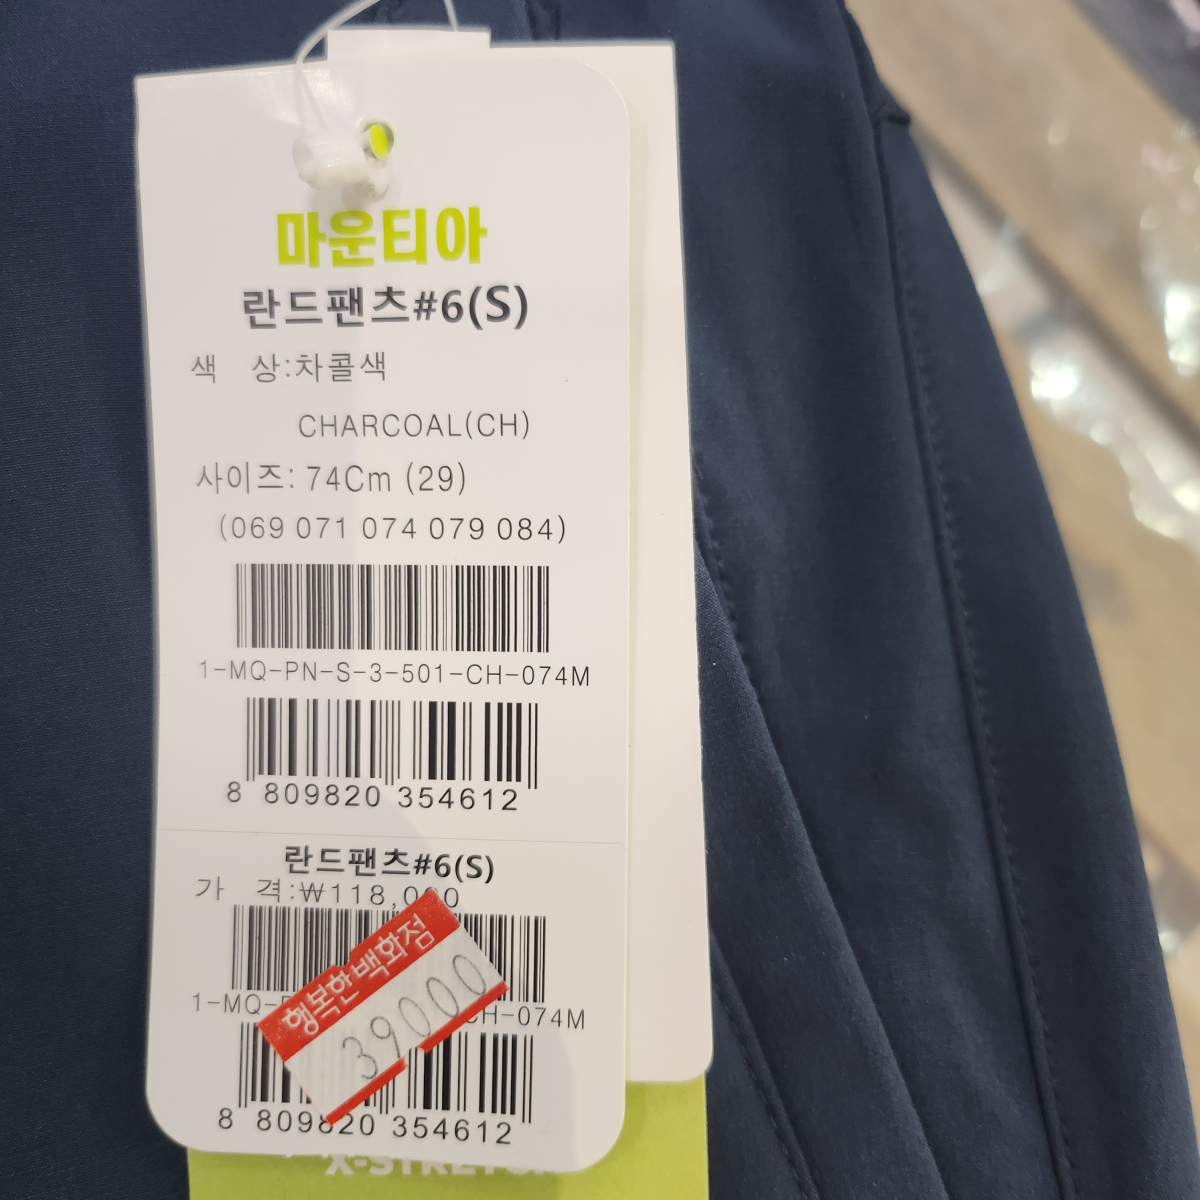 마운티아
란드팬츠#6(S)
색 상:차콜색
CHARCOAL(CH)
사이즈: 74Cm (29)
(069 071 074 079 084)
1-MQ-PN-S-3-501-CH-074M
8 809820 354612
란드팬츠#6(S)
가 격:₩118,000
행복한백화점
39000
1-MQ-
CH-074M
8 809820 354612
X-STRETCH